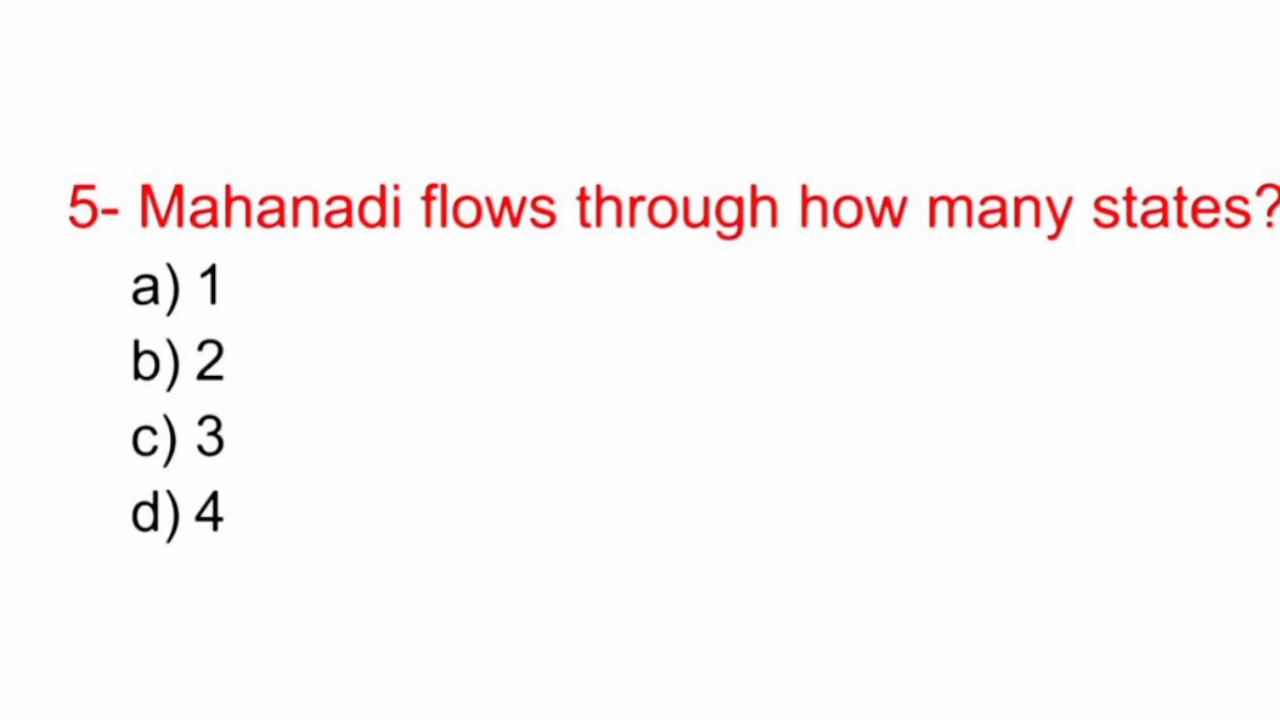 5- Mahanadi flows through how many states?
a) 1
b) 2
c) 3
d) 4